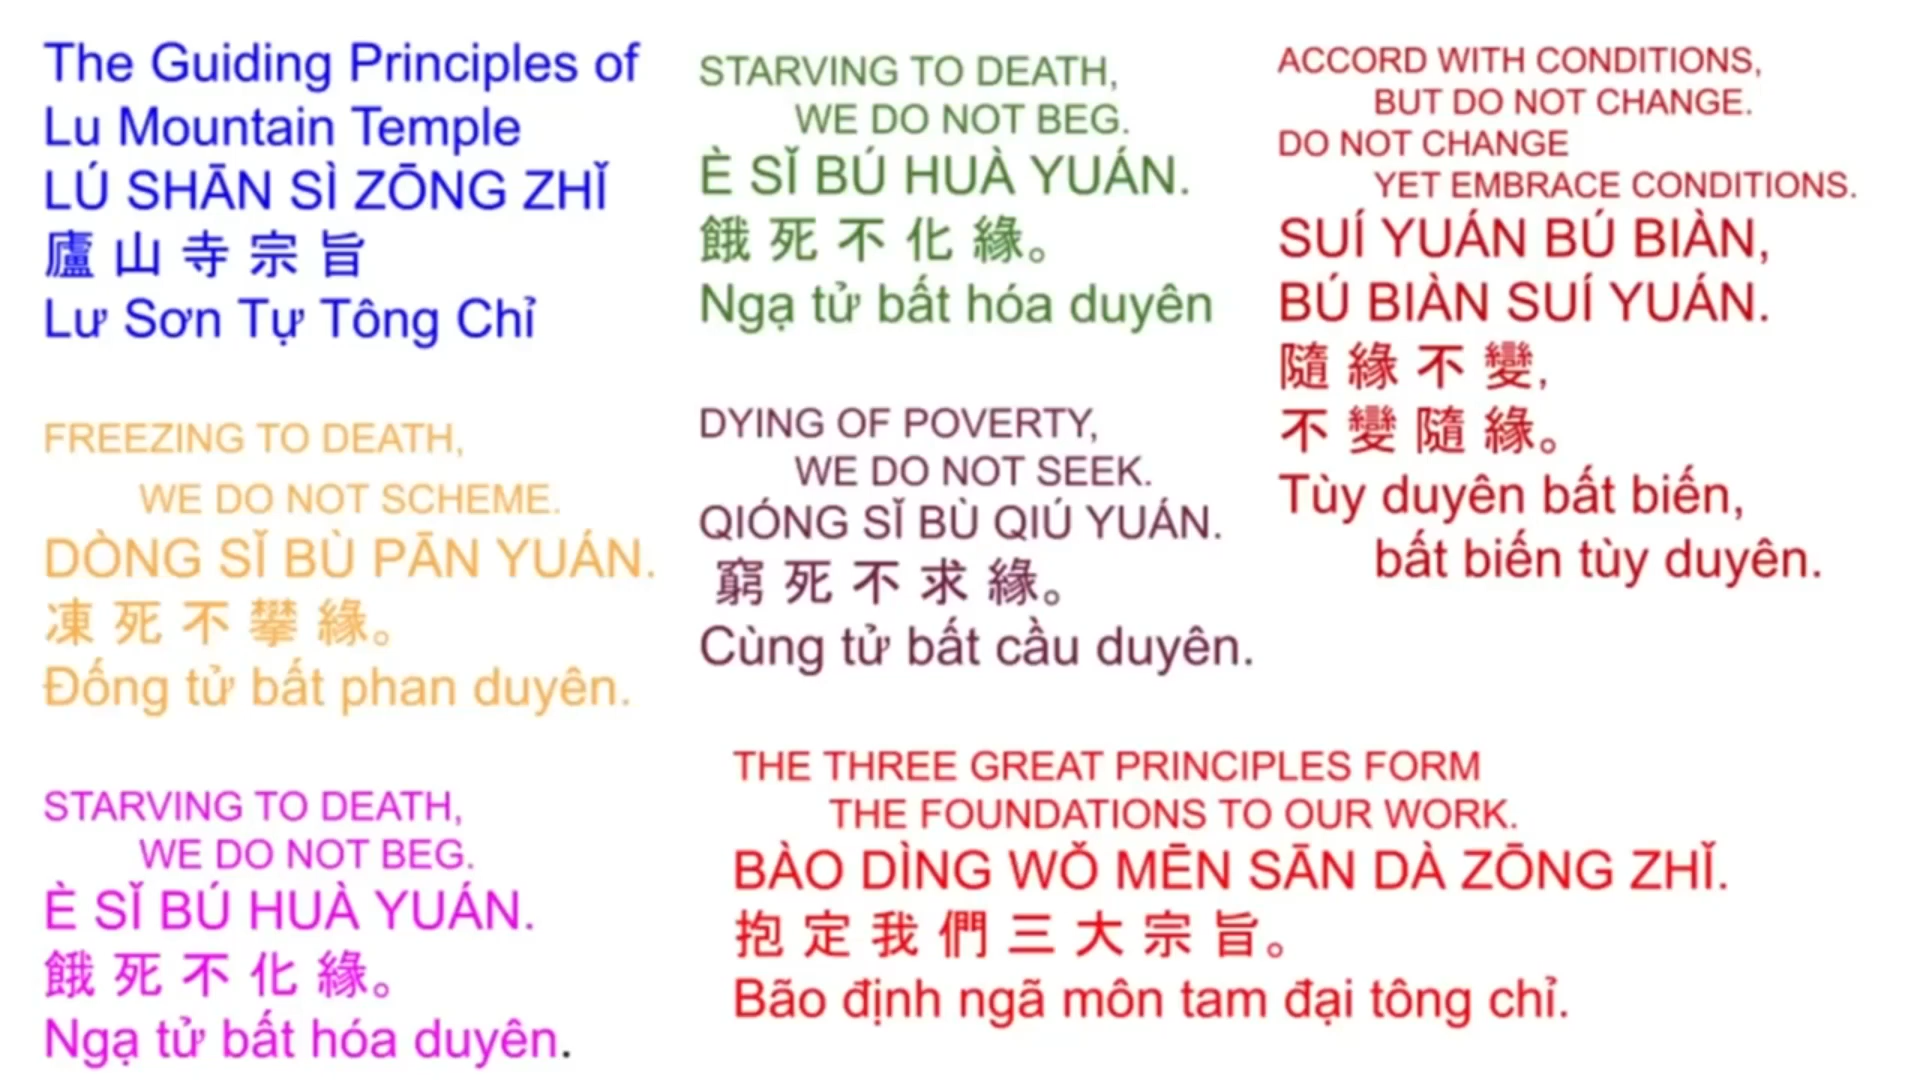 The Guiding Principles of
Lu Mountain Temple
LÚ SHĀN SÌ ZŌNG ZHǏ
廬 山 寺 宗 旨
Lư Sơn Tự Tông Chỉ
FREEZING TO DEATH,
WE DO NOT SCHEME.
DÒNG SǏ BÙ PĀN YUÁN.
凍 死 不 攀 緣。
Đống tử bất phan duyên.
STARVING TO DEATH,
WE DO NOT BEG.
È SǏ BÚ HUÀ YUÁN.
餓 死 不 化 緣。
Ngạ tử bất hóa duyên.
STARVING TO DEATH,
WE DO NOT BEG.
È SǏ BÚ HUÀ YUÁN.
餓 死 不 化 緣。
Ngạ tử bất hóa duyên
DYING OF POVERTY,
WE DO NOT SEEK.
QIÓNG SǏ BÙ QIÚ YUÁN.
窮 死 不 求 緣。
Cùng tử bất cầu duyên.
ACCORD WITH CONDITIONS,
BUT DO NOT CHANGE.
DO NOT CHANGE
YET EMBRACE CONDITIONS.
SUÍ YUÁN BÚ BIÀN,
BÚ BIÀN SUÍ YUÁN.
隨 緣 不 變,
不 變 隨 緣。
Tùy duyên bất biến,
bất biến tùy duyên.
THE THREE GREAT PRINCIPLES FORM
THE FOUNDATIONS TO OUR WORK.
BÀO DÌNG WǑ MĒN SĀN DÀ ZŌNG ZHǏ.
抱 定 我 們 三 大 宗 旨。
Bão định ngã môn tam đại tông chỉ.